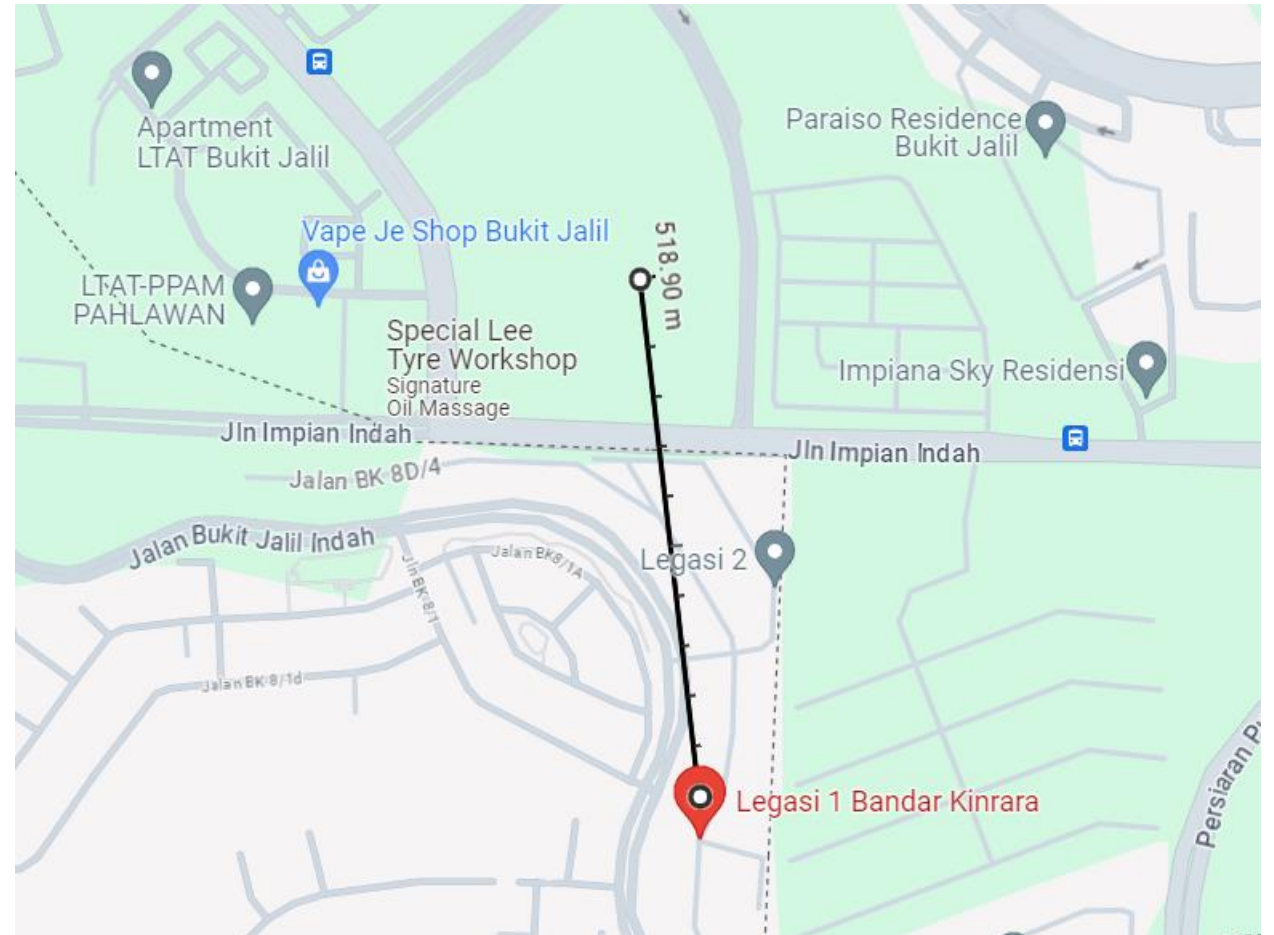 Apartment
LTAT Bukit Jalil
Paraiso Residence
Bukit Jalil
Vape Je Shop Bukit Jalil
518.90 m
LTAT-PPAM
PAHLAWAN
Special Lee
Tyre Workshop
Signature
Oil Massage
Impiana Sky Residensi
Jln Impian Indah
Jln Impian Indah
Jalan BK 8D/4
Jalan Bukit Jalil Indah
Jalan BK8/1A
Legasi 2
Jln BK 8/1
Jalan BK 8/1d
Legasi 1 Bandar Kinrara
Persiaran